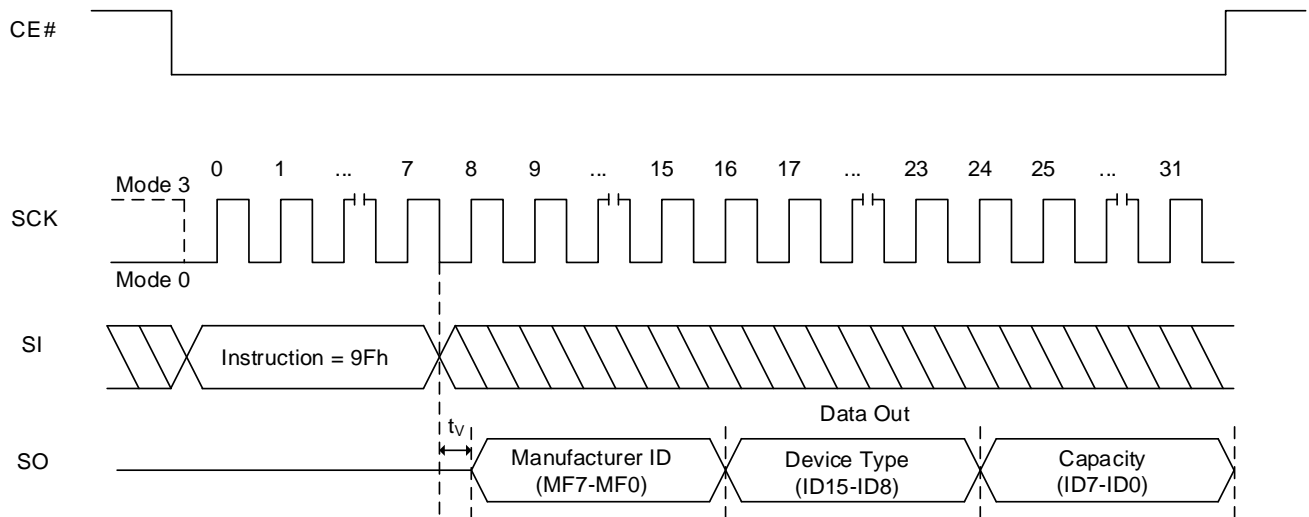 CE#
0 1 ... 7 8 9 ... 15 16 17 ... 23 24 25 ... 31
Mode 3
SCK
Mode 0
SI
Instruction = 9Fh
Data Out
tV
SO
Manufacturer ID
(MF7-MF0)
Device Type
(ID15-ID8)
Capacity
(ID7-ID0)